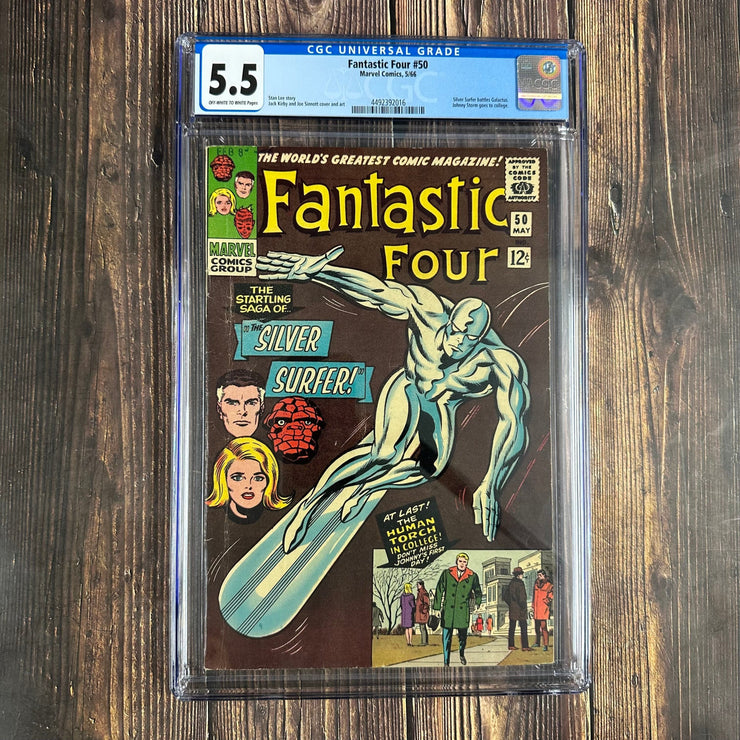 CGC UNIVERSAL GRADE
5.5
OFF-WHITE TO WHITE Pages
Fantastic Four #50
Marvel Comics, 5/66
Stan Lee story
Jack Kirby and Joe Sinnott cover and art
4492392016
Silver Surfer battles Galactus.
Johnny Storm goes to college.
CGC
FEB 8
THE WORLD'S GREATEST COMIC MAGAZINE!
APPROVED
BY THE
COMICS
CODE
AUTHORITY
FANTASTIC
FOUR
50
MAY
12¢
MARVEL
COMICS
GROUP
THE
STARTLING
SAGA OF...
"THE
SILVER
SURFER!"
AT LAST!
THE
HUMAN
TORCH
IN COLLEGE!
DON'T MISS
JOHNNY'S FIRST
DAY!